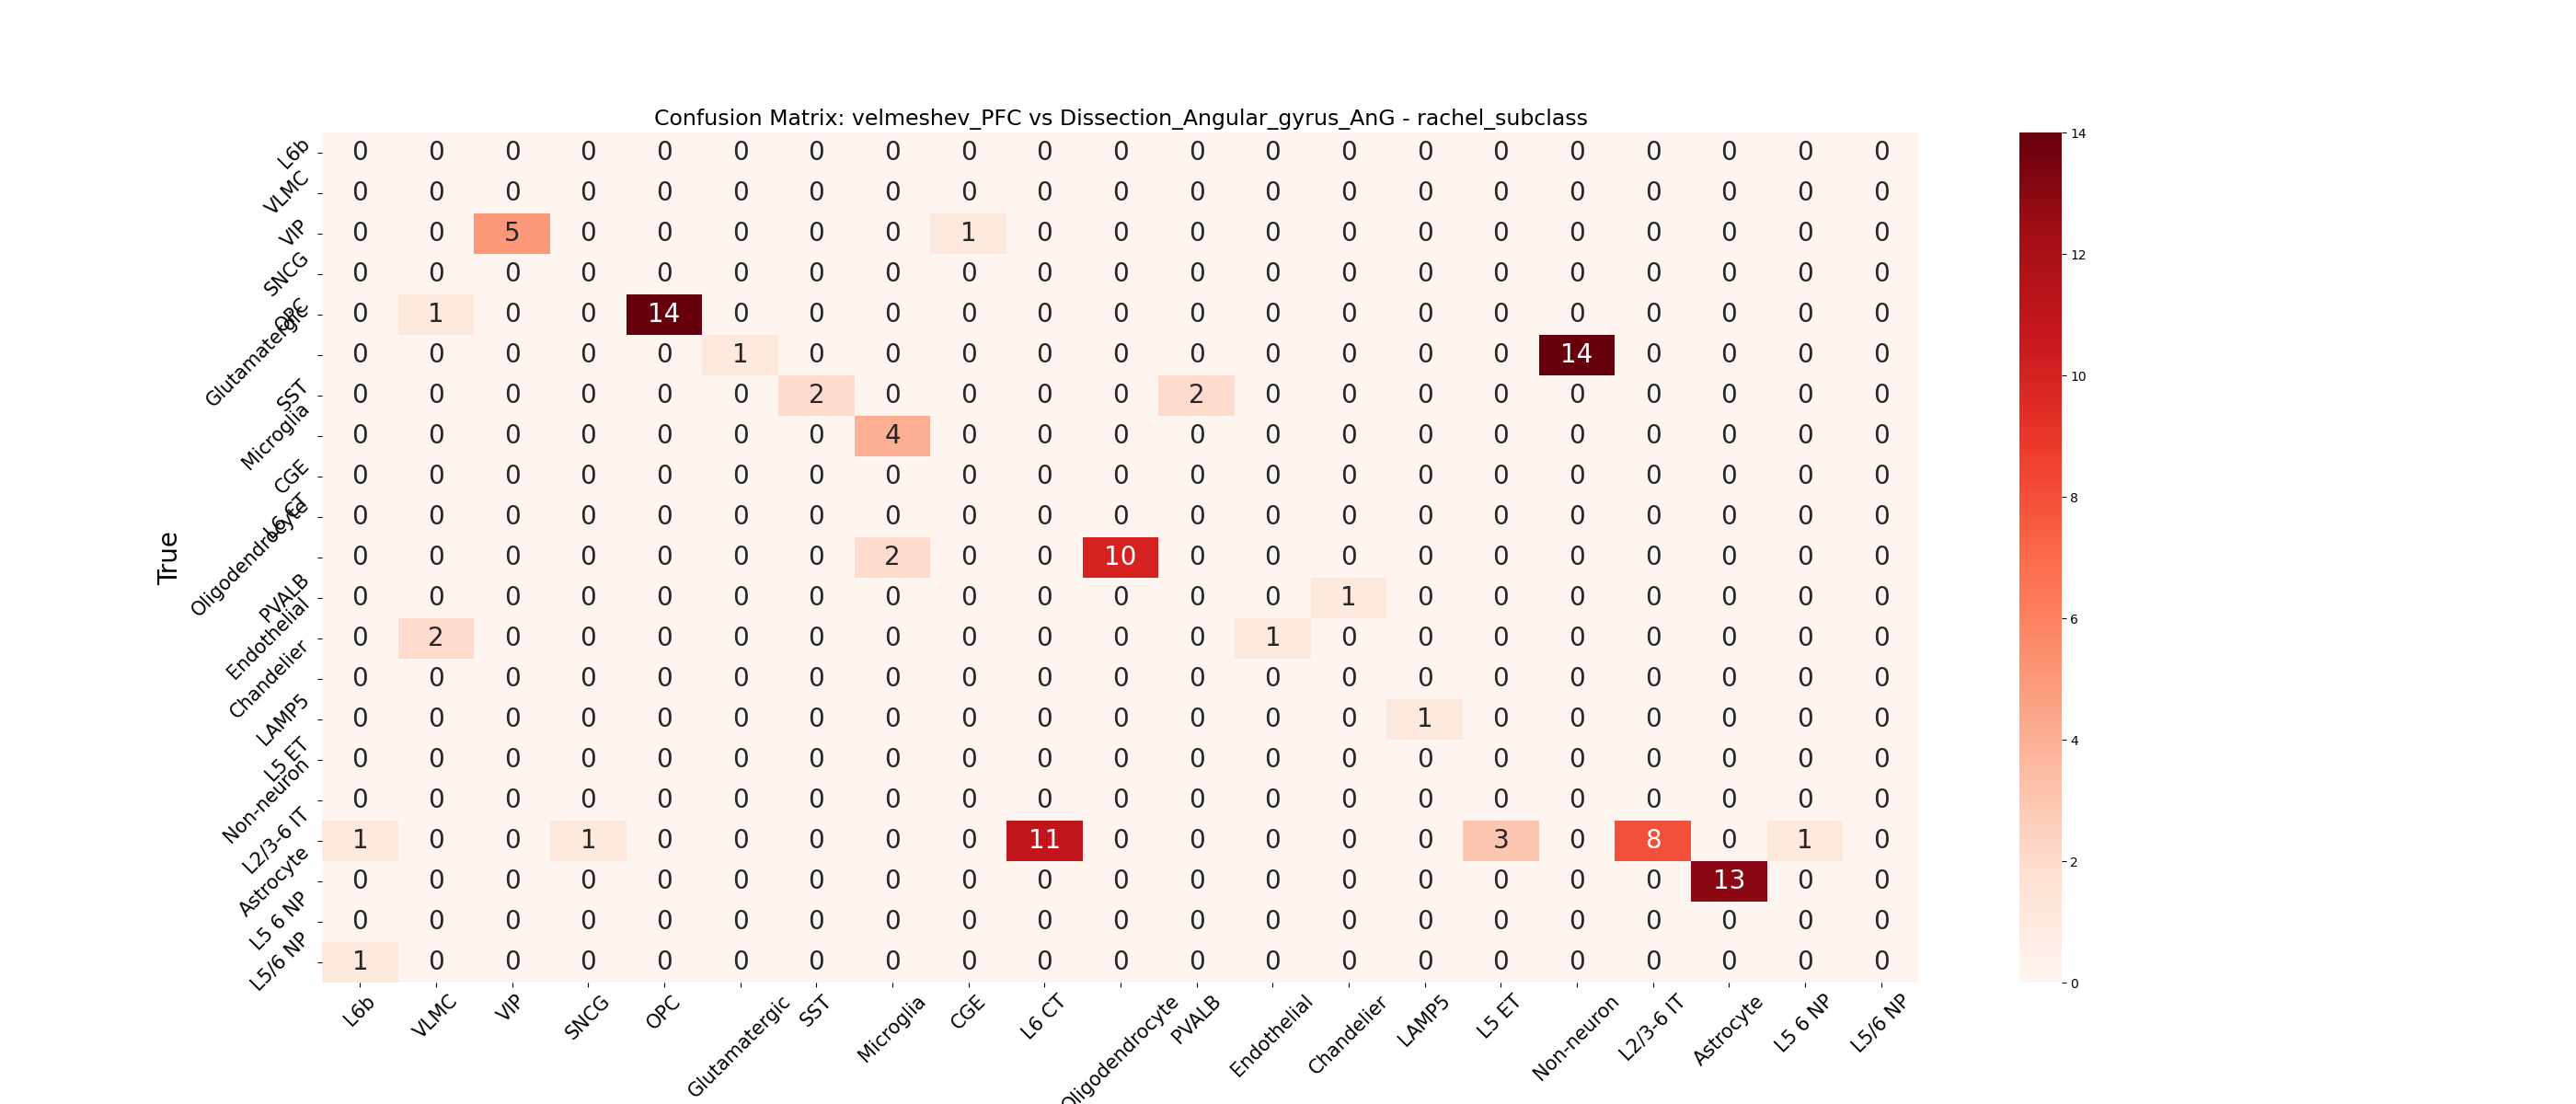 Confusion Matrix: velmeshev_PFC vs Dissection_Angular_gyrus_AnG - rachel_subclass
True
L6b 0 0 0 0 0 0 0 0 0 0 0 0 0 0 0 0 0 0 0 0 0
VLMC 0 0 0 0 0 0 0 0 0 0 0 0 0 0 0 0 0 0 0 0 0
VIP 0 0 5 0 0 0 0 0 1 0 0 0 0 0 0 0 0 0 0 0 0
SNCG 0 0 0 0 0 0 0 0 0 0 0 0 0 0 0 0 0 0 0 0 0
OPC 0 1 0 0 14 0 0 0 0 0 0 0 0 0 0 0 0 0 0 0 0
Glutamatergic 0 0 0 0 0 1 0 0 0 0 0 0 0 0 0 0 14 0 0 0 0
SST 0 0 0 0 0 0 2 0 0 0 0 2 0 0 0 0 0 0 0 0 0
Microglia 0 0 0 0 0 0 0 4 0 0 0 0 0 0 0 0 0 0 0 0 0
CGE 0 0 0 0 0 0 0 0 0 0 0 0 0 0 0 0 0 0 0 0 0
L6 CT 0 0 0 0 0 0 0 0 0 0 0 0 0 0 0 0 0 0 0 0 0
Oligodendrocyte 0 0 0 0 0 0 0 2 0 0 10 0 0 0 0 0 0 0 0 0 0
PVALB 0 0 0 0 0 0 0 0 0 0 0 0 0 1 0 0 0 0 0 0 0
Endothelial 0 2 0 0 0 0 0 0 0 0 0 0 1 0 0 0 0 0 0 0 0
Chandelier 0 0 0 0 0 0 0 0 0 0 0 0 0 0 0 0 0 0 0 0 0
LAMP5 0 0 0 0 0 0 0 0 0 0 0 0 0 0 1 0 0 0 0 0 0
L5 ET 0 0 0 0 0 0 0 0 0 0 0 0 0 0 0 0 0 0 0 0 0
Non-neuron 0 0 0 0 0 0 0 0 0 0 0 0 0 0 0 0 0 0 0 0 0
L2/3-6 IT 1 0 0 1 0 0 0 0 0 11 0 0 0 0 0 3 0 8 0 1 0
Astrocyte 0 0 0 0 0 0 0 0 0 0 0 0 0 0 0 0 0 0 13 0 0
L5 6 NP 0 0 0 0 0 0 0 0 0 0 0 0 0 0 0 0 0 0 0 0 0
L5/6 NP 1 0 0 0 0 0 0 0 0 0 0 0 0 0 0 0 0 0 0 0 0
L6b VLMC VIP SNCG OPC Glutamatergic SST Microglia CGE L6 CT Oligodendrocyte PVALB Endothelial Chandelier LAMP5 L5 ET Non-neuron L2/3-6 IT Astrocyte L5 6 NP L5/6 NP
14
12
10
8
6
4
2
0